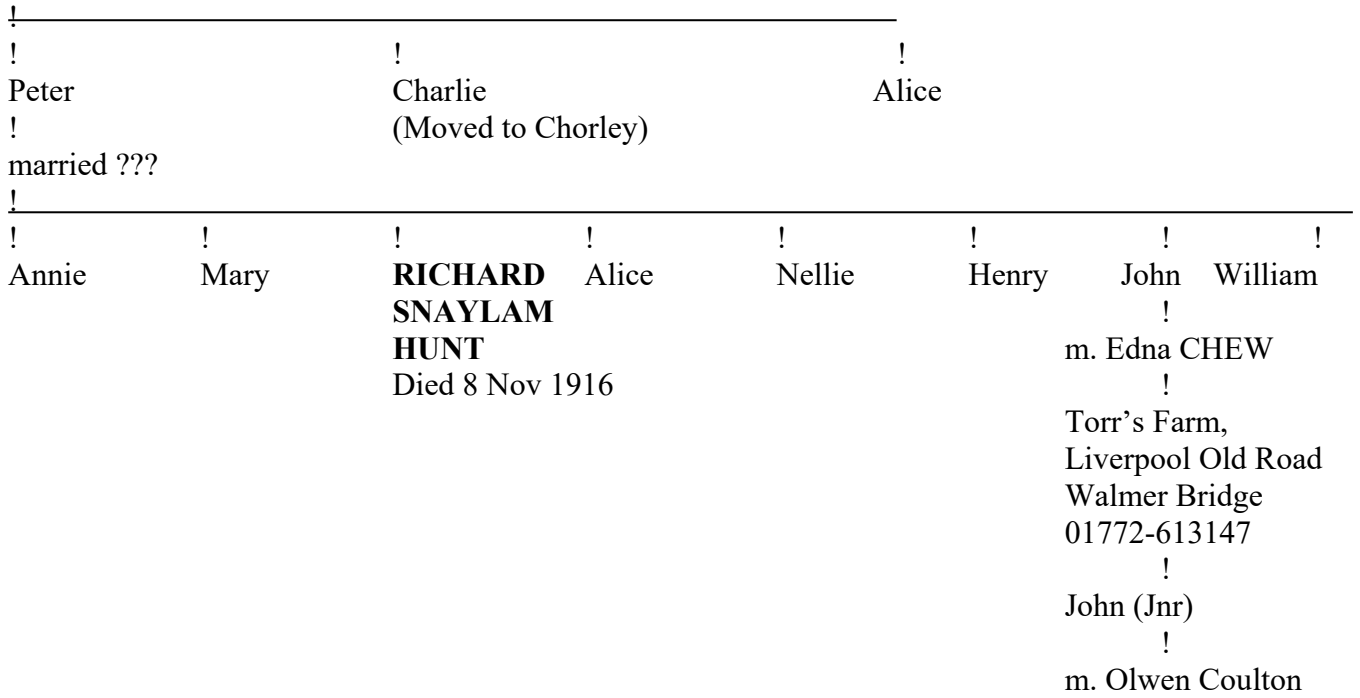 !
! ! !
Peter Charlie Alice
! (Moved to Chorley)
married ???
!
! ! ! ! ! ! ! !
Annie Mary RICHARD Alice Nellie Henry John William
SNAYLAM !
HUNT m. Edna CHEW
Died 8 Nov 1916 !
Torr’s Farm,
Liverpool Old Road
Walmer Bridge
01772-613147
!
John (Jnr)
!
m. Olwen Coulton